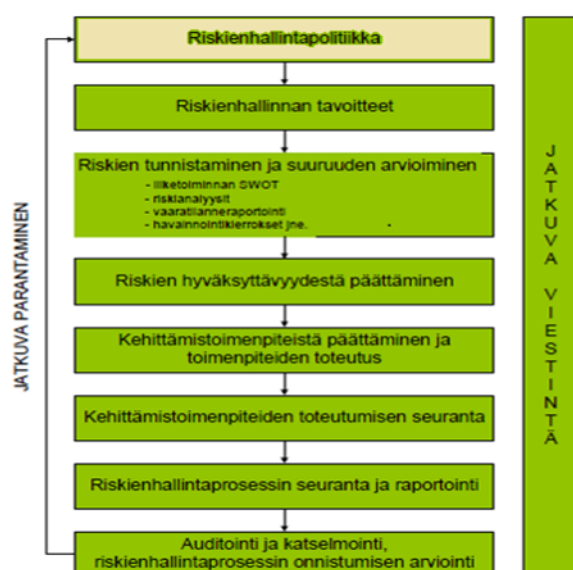 Riskienhallintapolitiikka
Riskienhallinnan tavoitteet
Riskien tunnistaminen ja suuruuden arvioiminen
- liiketoiminnan SWOT
- riskianalyysit
- vaaratilanneraportointi
- havainnointikierrokset jne.
Riskien hyväksyttävyydestä päättäminen
Kehittämistoimenpiteistä päättäminen ja
toimenpiteiden toteutus
Kehittämistoimenpiteiden toteutumisen seuranta
Riskienhallintaprosessin seuranta ja raportointi
Auditointi ja katselmointi,
riskienhallintaprosessin onnistumisen arviointi
JATKUVA PARANTAMINEN
JATKUVA VIESTINTÄ